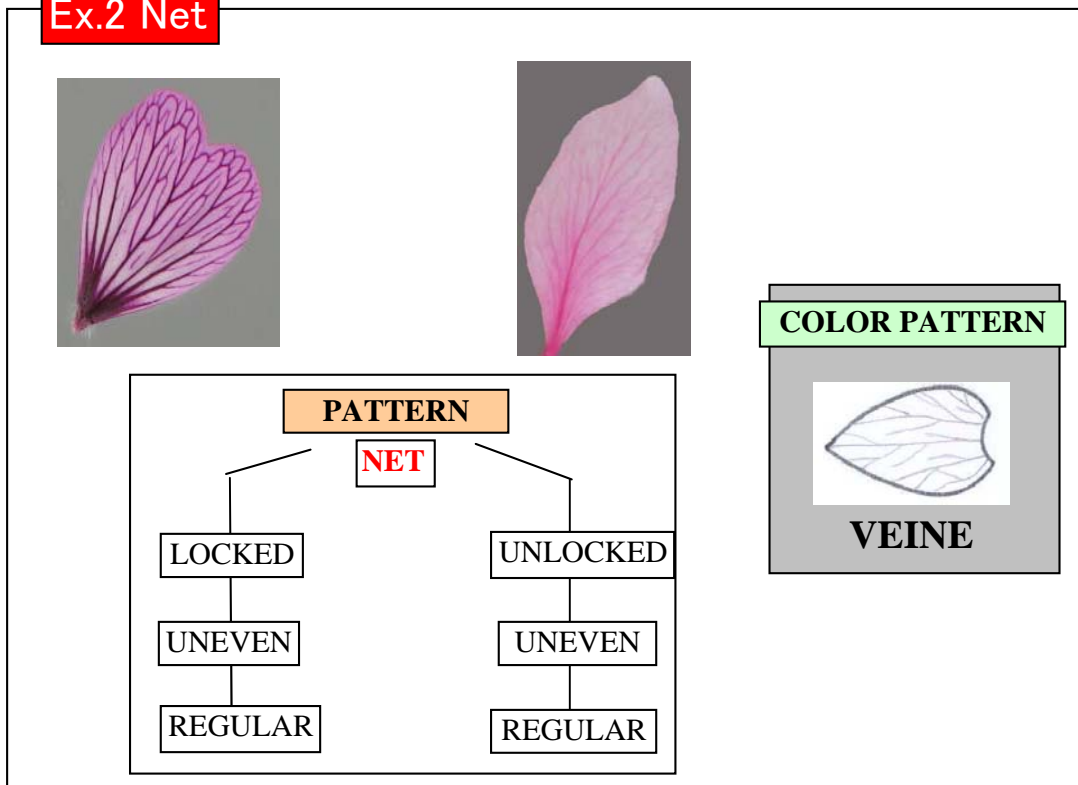 Ex.2 Net
COLOR PATTERN
VEINE
PATTERN
NET
LOCKED
UNLOCKED
UNEVEN
UNEVEN
REGULAR
REGULAR